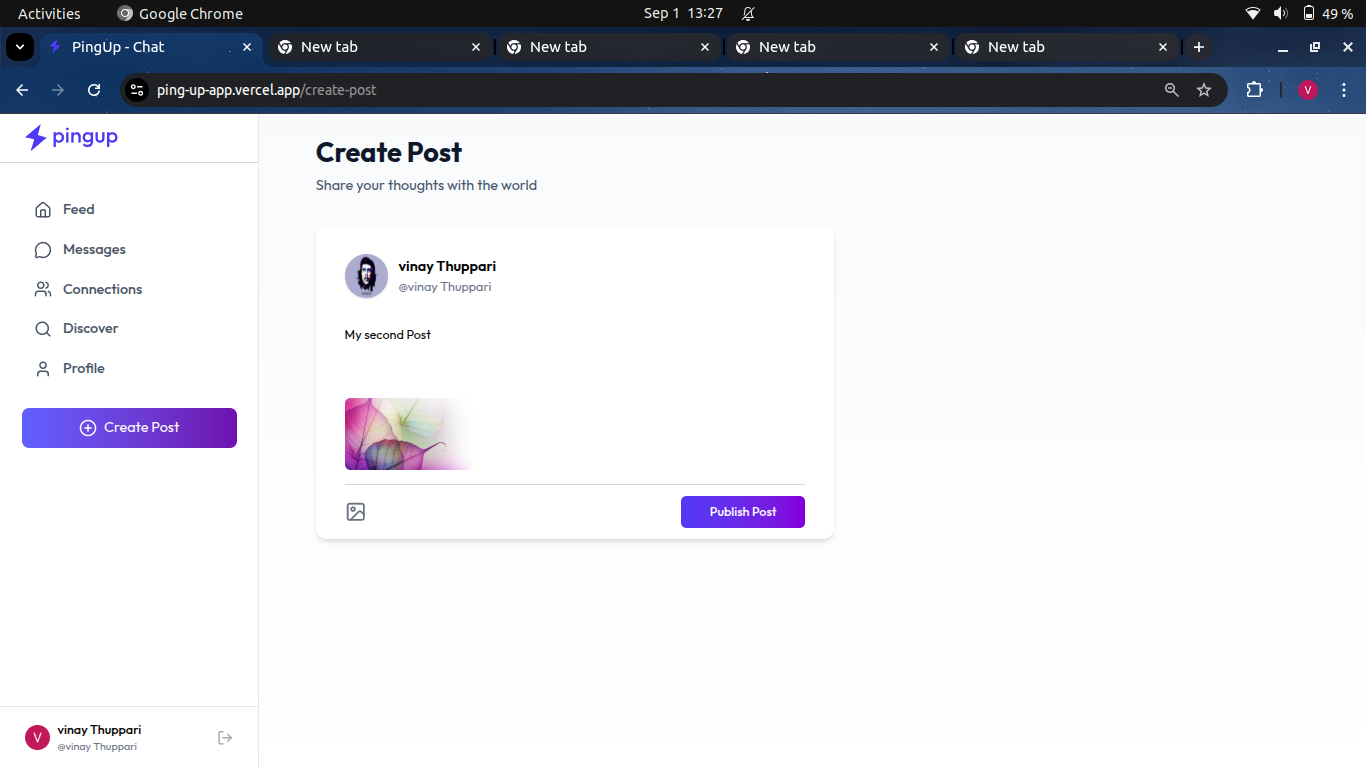 Activities Google Chrome Sep 1 13:27 49 %
PingUp - Chat New tab New tab New tab New tab
ping-up-app.vercel.app/create-post V
pingup
Create Post
Share your thoughts with the world
Feed
Messages
Connections
Discover
Profile
Create Post
vinay Thuppari
@vinay Thuppari
My second Post
Publish Post
V vinay Thuppari
@vinay Thuppari